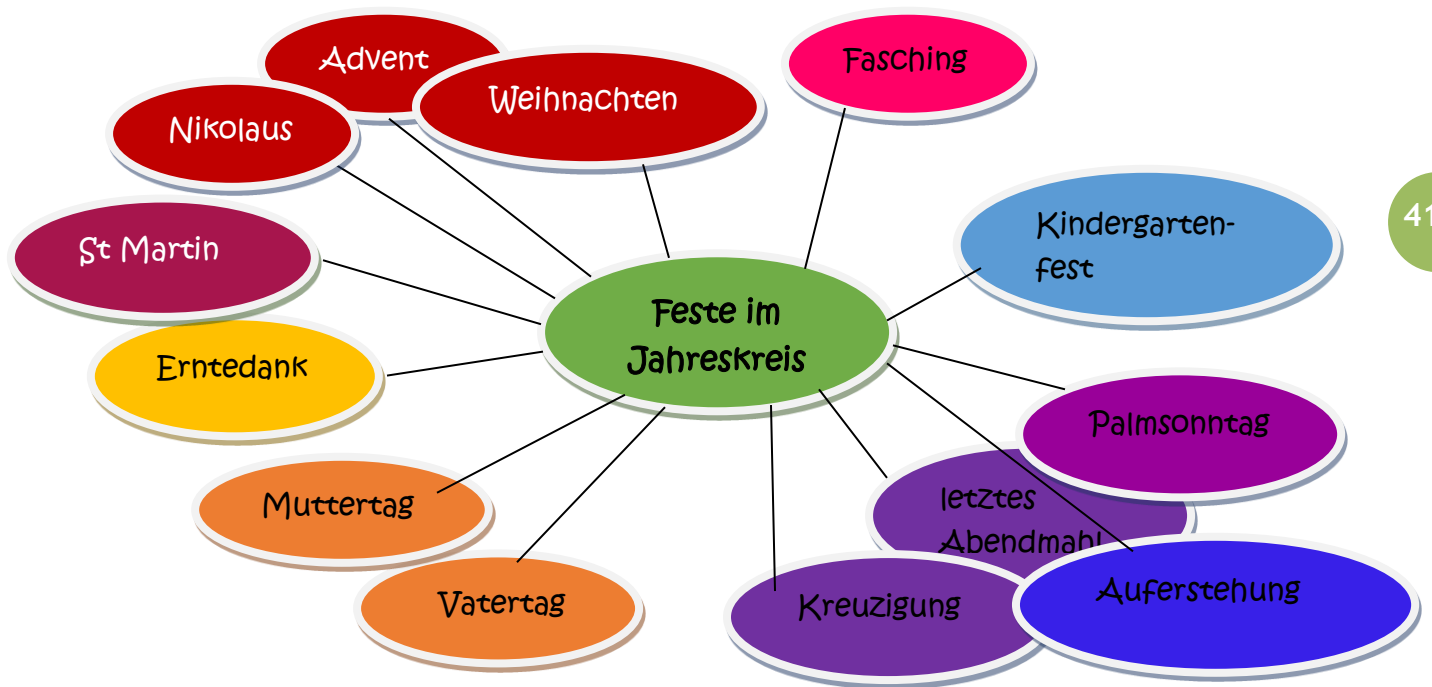 Advent
Weihnachten
Fasching
Nikolaus
St Martin
Kindergarten-
fest
41
Feste im
Jahreskreis
Erntedank
Palmsonntag
Muttertag
letztes
Abendmahl
Vatertag
Kreuzigung
Auferstehung